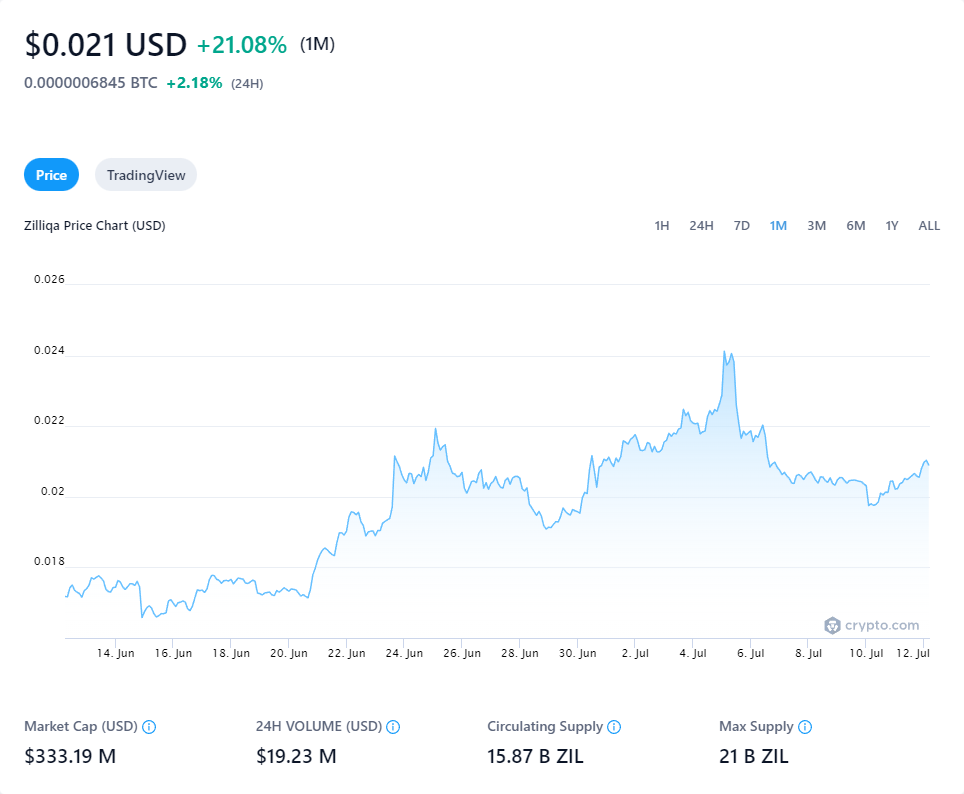 $0.021 USD +21.08% (1M)
0.0000006845 BTC +2.18% (24H)
Price TradingView
Zilliqa Price Chart (USD) 1H 24H 7D 1M 3M 6M 1Y ALL
0.026
0.024
0.022
0.02
0.018
crypto.com
14. Jun 16. Jun 18. Jun 20. Jun 22. Jun 24. Jun 26. Jun 28. Jun 30. Jun 2. Jul 4. Jul 6. Jul 8. Jul 10. Jul 12. Jul
Market Cap (USD) 24H VOLUME (USD) Circulating Supply Max Supply
$333.19 M $19.23 M 15.87 B ZIL 21 B ZIL